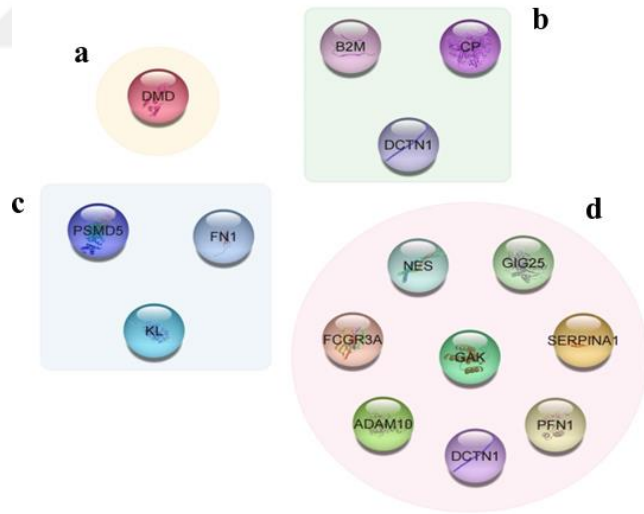 a
DMD
b
B2M
CP
DCTN1
c
PSMD5
FN1
KL
d
NES
GIG25
FCGR3A
GAK
SERPINA1
ADAM10
PFN1
DCTN1